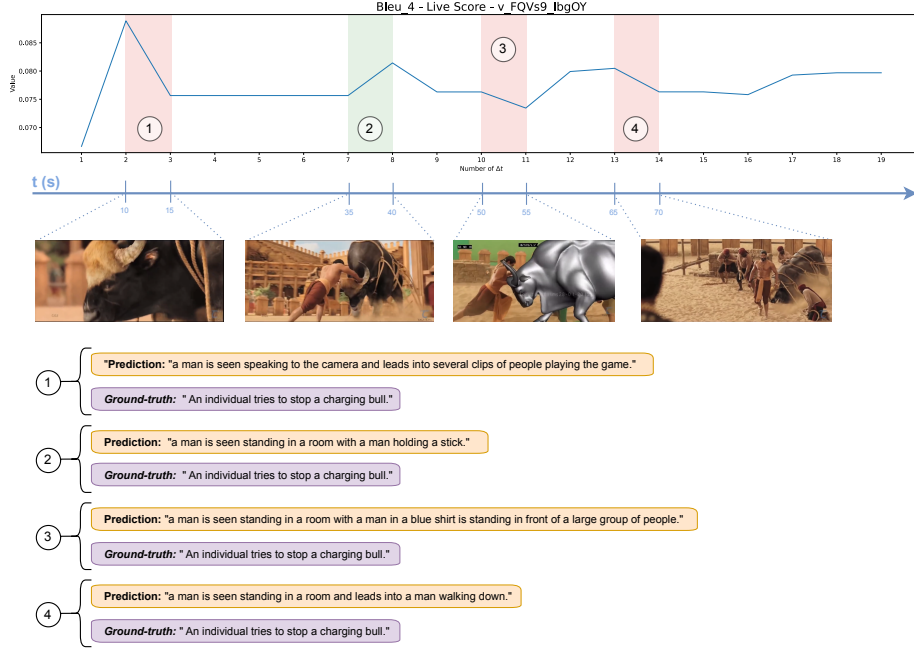 Bleu_4 - Live Score - v_FQVs9_lbgOY
Value
0.085
0.080
0.075
0.070
1
2
3
4
1 2 3 4 5 6 7 8 9 10 11 12 13 14 15 16 17 18 19
Number of Δt
t (s)
10 15 35 40 50 55 65 70
1
"Prediction: "a man is seen speaking to the camera and leads into several clips of people playing the game."
Ground-truth: " An individual tries to stop a charging bull."
2
Prediction: "a man is seen standing in a room with a man holding a stick."
Ground-truth: " An individual tries to stop a charging bull."
3
Prediction: "a man is seen standing in a room with a man in a blue shirt is standing in front of a large group of people."
Ground-truth: " An individual tries to stop a charging bull."
4
Prediction: "a man is seen standing in a room and leads into a man walking down."
Ground-truth: " An individual tries to stop a charging bull."